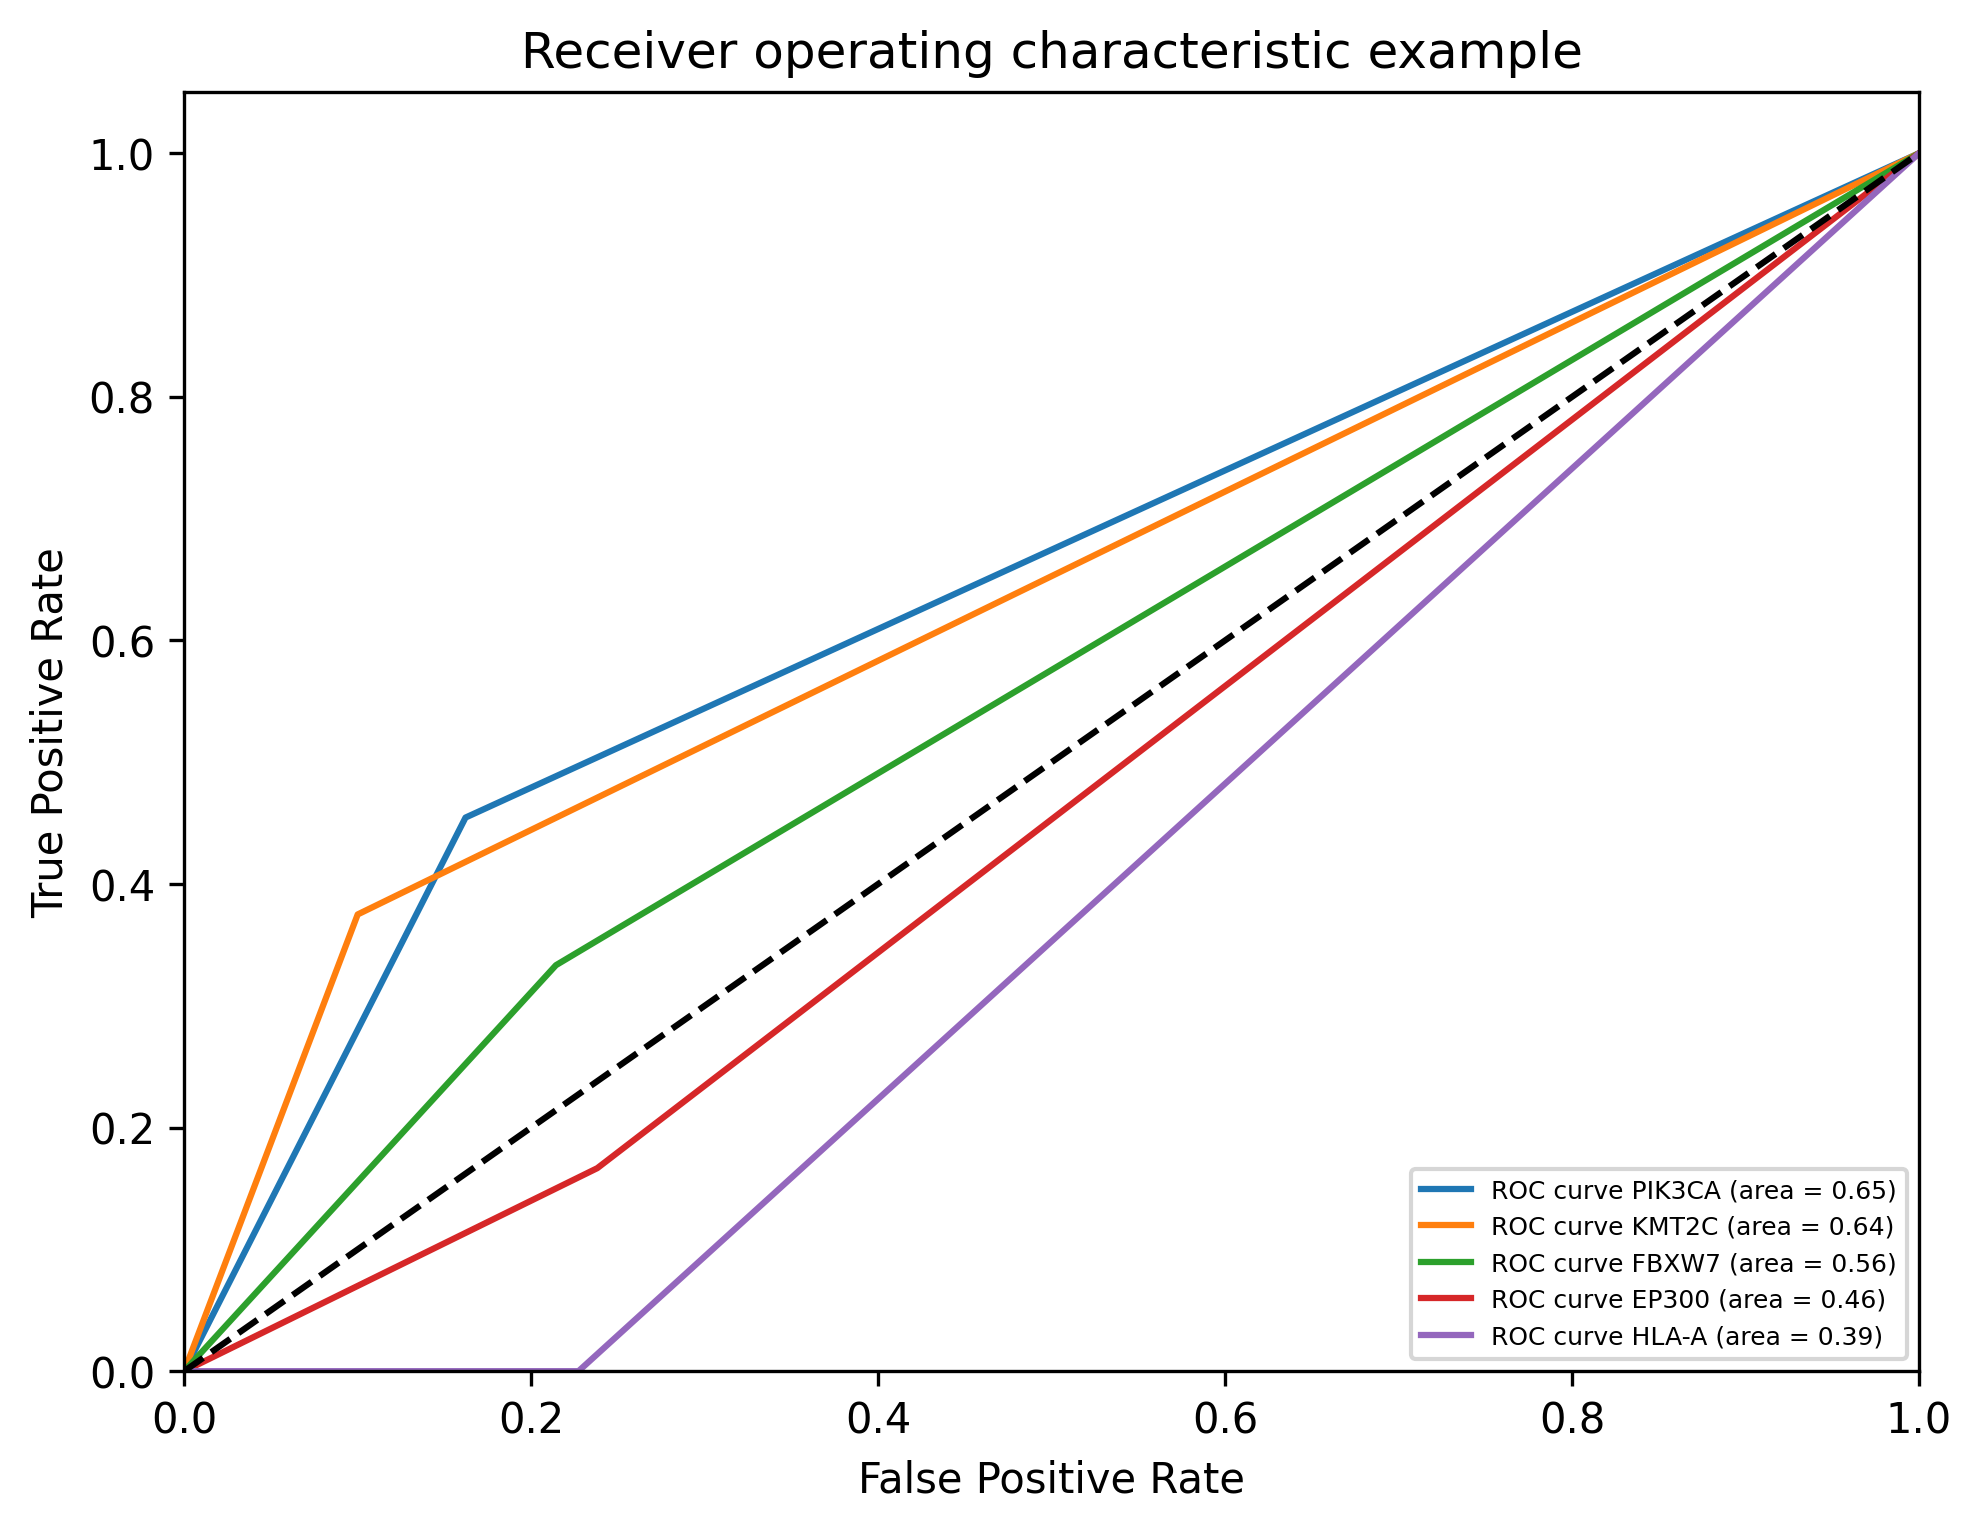 Receiver operating characteristic example
1.0
0.8
0.6
0.4
0.2
0.0
True Positive Rate
0.0 0.2 0.4 0.6 0.8 1.0
False Positive Rate
ROC curve PIK3CA (area = 0.65)
ROC curve KMT2C (area = 0.64)
ROC curve FBXW7 (area = 0.56)
ROC curve EP300 (area = 0.46)
ROC curve HLA-A (area = 0.39)